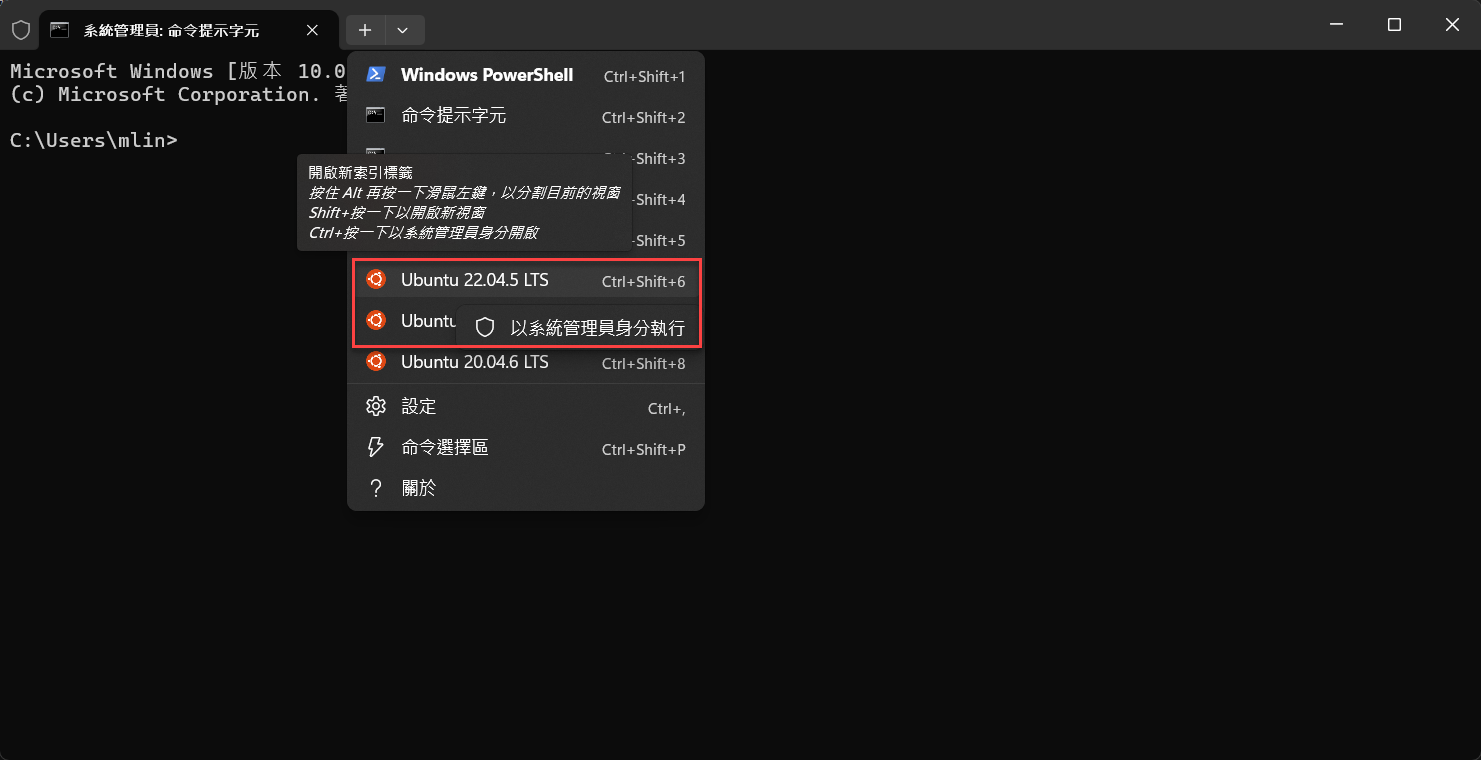 系統管理員: 命令提示字元
Microsoft Windows [版本 10.0
(c) Microsoft Corporation. 著
C:\Users\mlin>
Windows PowerShell Ctrl+Shift+1
命令提示字元 Ctrl+Shift+2
-Shift+3
開啟新索引標籤
按住 Alt 再按一下滑鼠左鍵，以分割目前的視窗
Shift+按一下以開啟新視窗
Ctrl+按一下以系統管理員身分開啟
-Shift+4
-Shift+5
Ubuntu 22.04.5 LTS Ctrl+Shift+6
Ubuntu
以系統管理員身分執行
Ubuntu 20.04.6 LTS Ctrl+Shift+8
設定 Ctrl+,
命令選擇區 Ctrl+Shift+P
關於